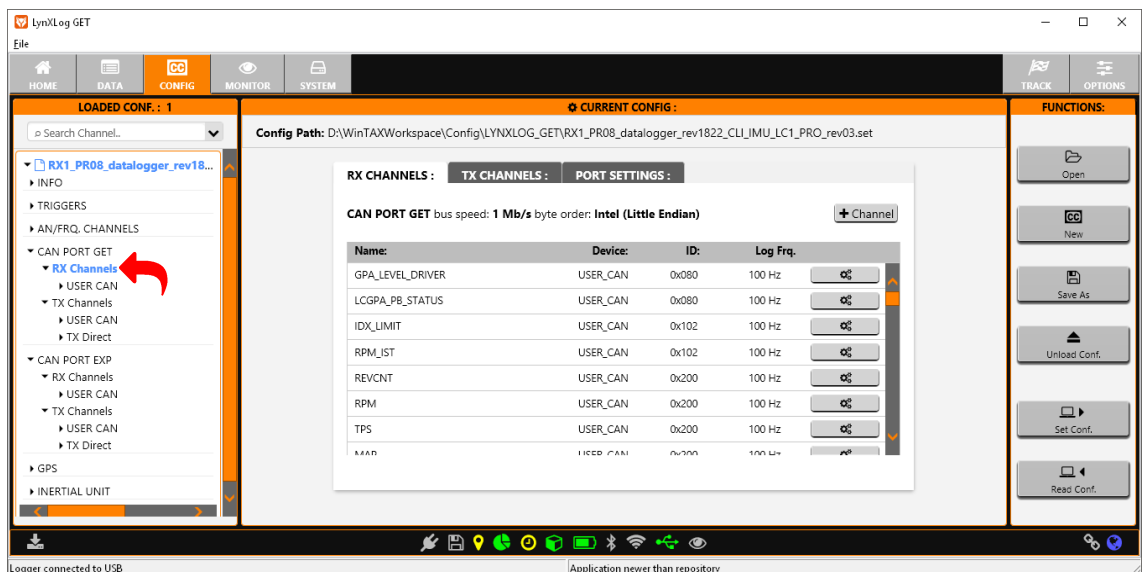 LynXLog GET
File
HOME DATA CONFIG MONITOR SYSTEM TRACK OPTIONS
LOADED CONF. : 1
CURRENT CONFIG :
FUNCTIONS:
Search Channel..
Config Path: D:\WinTAXWorkspace\Config\LYNXLOG_GET\RX1_PR08_datalogger_rev1822_CLI_IMU_LC1_PRO_rev03.set
RX1_PR08_datalogger_rev18...
INFO
TRIGGERS
AN/FRQ. CHANNELS
CAN PORT GET
RX Channels
USER CAN
TX Channels
USER CAN
TX Direct
CAN PORT EXP
RX Channels
USER CAN
TX Channels
USER CAN
TX Direct
GPS
INERTIAL UNIT
RX CHANNELS : TX CHANNELS : PORT SETTINGS :
CAN PORT GET bus speed: 1 Mb/s byte order: Intel (Little Endian)
+ Channel
Name: Device: ID: Log Frq.
GPA_LEVEL_DRIVER USER_CAN 0x080 100 Hz
LCGPA_PB_STATUS USER_CAN 0x080 100 Hz
IDX_LIMIT USER_CAN 0x102 100 Hz
RPM_IST USER_CAN 0x102 100 Hz
REVCNT USER_CAN 0x200 100 Hz
RPM USER_CAN 0x200 100 Hz
TPS USER_CAN 0x200 100 Hz
MAP USER_CAN 0x200 100 Hz
Open
CC
New
Save As
Unload Conf.
Set Conf.
Read Conf.
Logger connected to USB
Application newer than repository